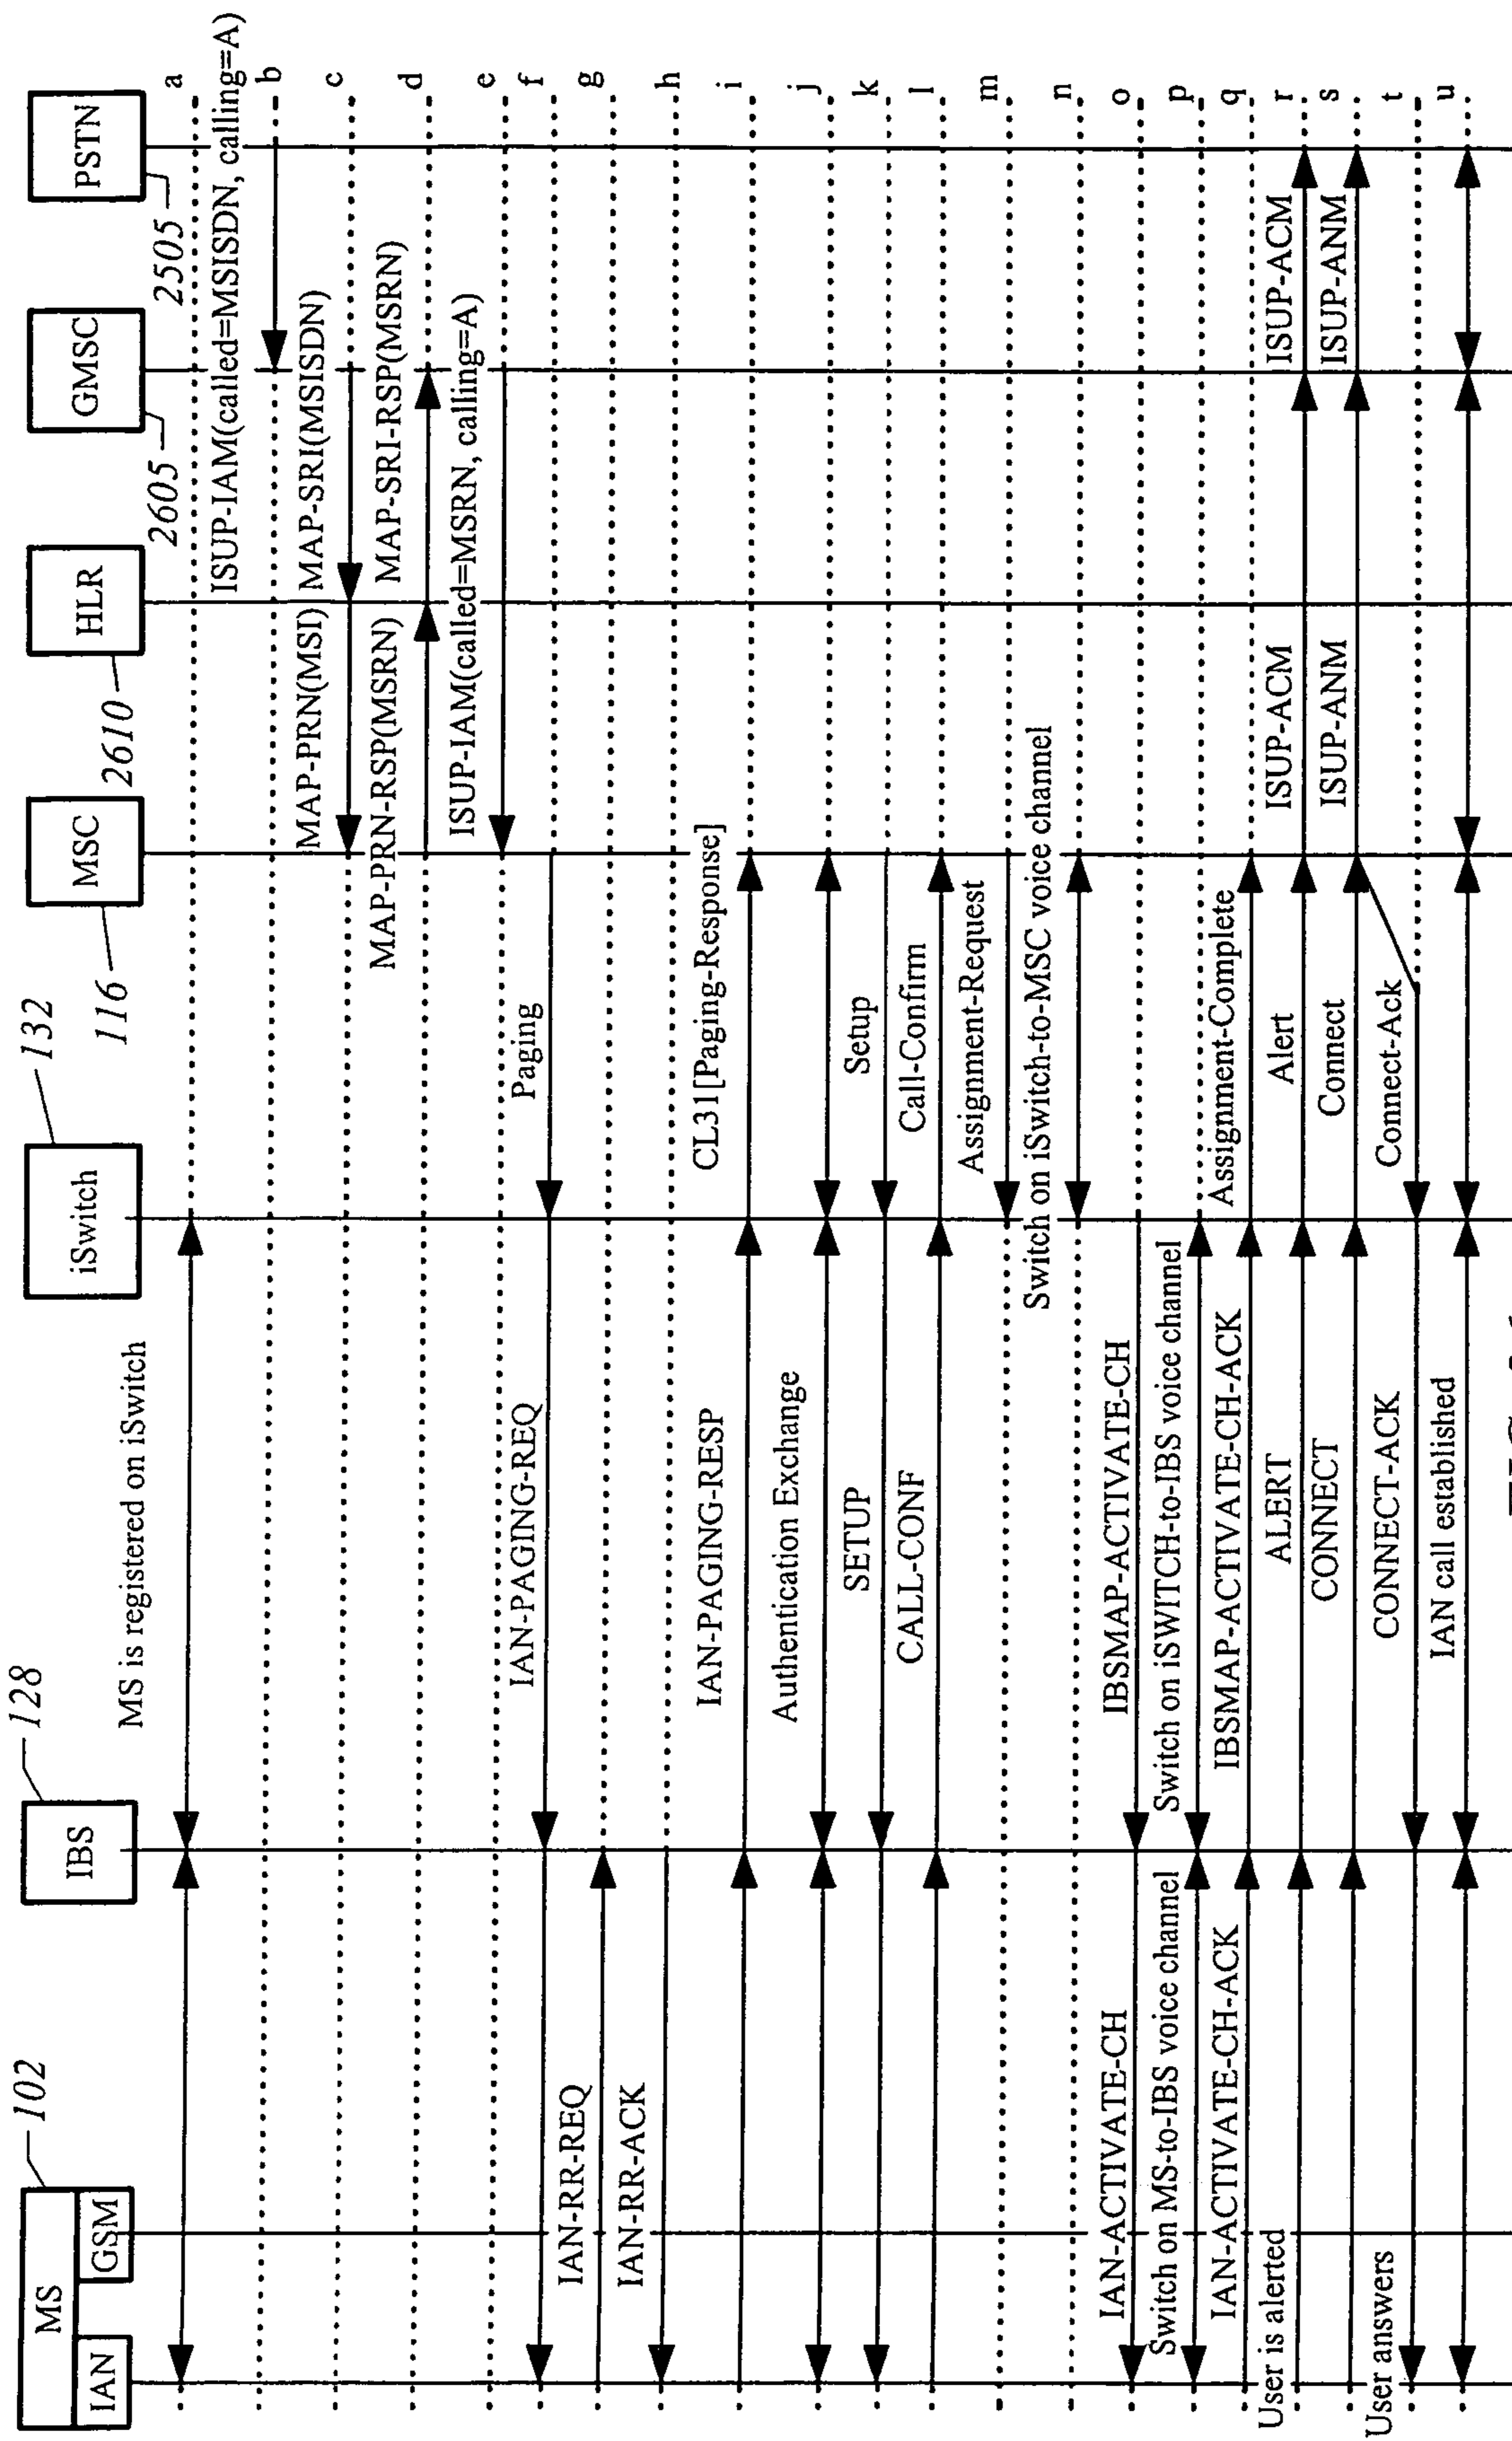 MS
IAN
GSM
102
IBS
128
iSwitch
132
MSC
116
HLR
2610
GMSC
2605
PSTN
2505
MS is registered on iSwitch
a
ISUP-IAM(called=MSISDN, calling=A)
b
MAP-PRN(MSI)
MAP-SRI(MSISDN)
c
MAP-PRN-RSP(MSRN)
MAP-SRI-RSP(MSRN)
d
ISUP-IAM(called=MSRN, calling=A)
e
IAN-PAGING-REQ
Paging
f
IAN-RR-REQ
g
IAN-RR-ACK
h
IAN-PAGING-RESP
CL31[Paging-Response]
i
Authentication Exchange
j
SETUP
Setup
k
CALL-CONF
Call-Confirm
l
Assignment-Request
m
Switch on iSwitch-to-MSC voice channel
n
IAN-ACTIVATE-CH
IBSMAP-ACTIVATE-CH
o
Switch on MS-to-IBS voice channel
Switch on iSWITCH-to-IBS voice channel
p
IAN-ACTIVATE-CH-ACK
IBSMAP-ACTIVATE-CH-ACK
Assignment-Complete
q
User is alerted
ALERT
Alert
ISUP-ACM
ISUP-ACM
r
CONNECT
Connect
ISUP-ANM
ISUP-ANM
s
User answers
CONNECT-ACK
Connect-Ack
t
IAN call established
u